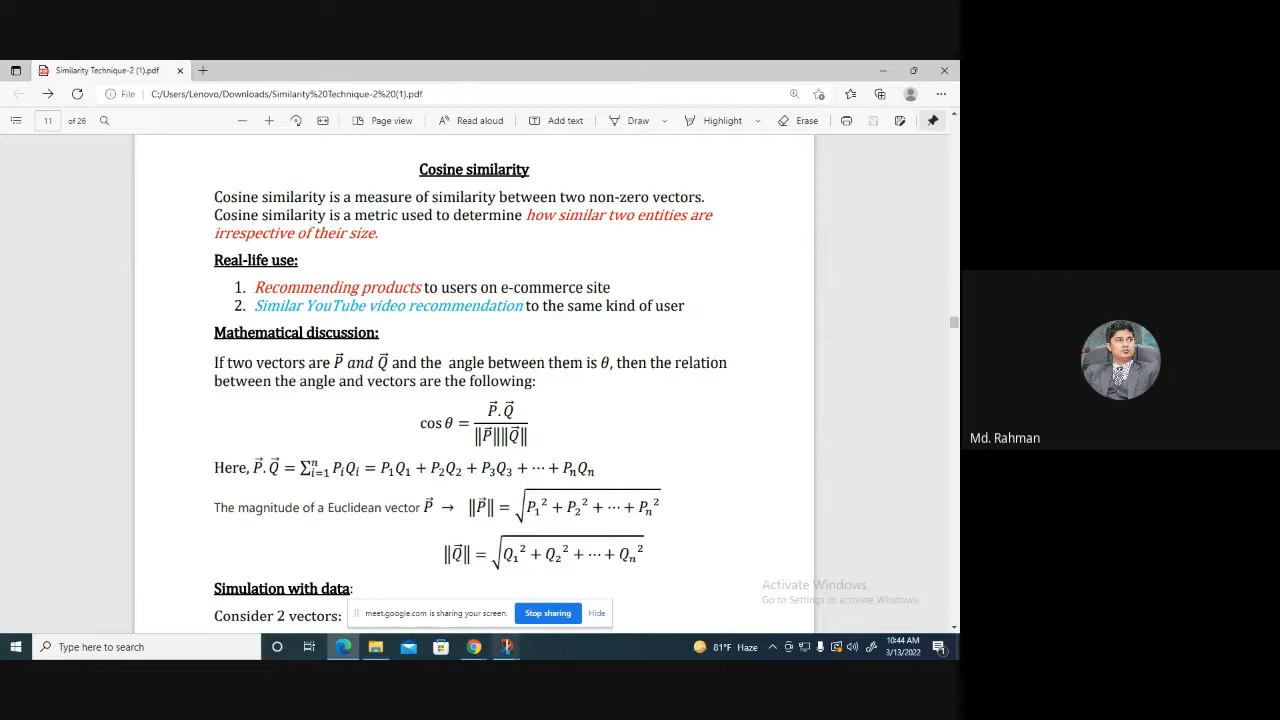 Similarity Technique-2 (1).pdf
File C:/Users/Lenovo/Downloads/Similarity%20Technique-2%20(1).pdf
11 of 26 Page view Read aloud Add text Draw Highlight Erase
Cosine similarity
Cosine similarity is a measure of similarity between two non-zero vectors.
Cosine similarity is a metric used to determine how similar two entities are
irrespective of their size.
Real-life use:
1. Recommending products to users on e-commerce site
2. Similar YouTube video recommendation to the same kind of user
Mathematical discussion:
If two vectors are P⃗ and Q⃗ and the angle between them is θ, then the relation
between the angle and vectors are the following:
cos θ = P⃗.Q⃗ / ‖P⃗‖‖Q⃗‖
Here, P⃗.Q⃗ = ∑ⁿᵢ₌₁ PᵢQᵢ = P₁Q₁ + P₂Q₂ + P₃Q₃ + ⋯ + PₙQₙ
The magnitude of a Euclidean vector P⃗ → ‖P⃗‖ = √(P₁² + P₂² + ⋯ + Pₙ²)
‖Q⃗‖ = √(Q₁² + Q₂² + ⋯ + Qₙ²)
Simulation with data:
Consider 2 vectors:
meet.google.com is sharing your screen. Stop sharing Hide
Activate Windows
Go to Settings to activate Windows.
Md. Rahman
Type here to search
81°F Haze
10:44 AM
3/13/2022
1